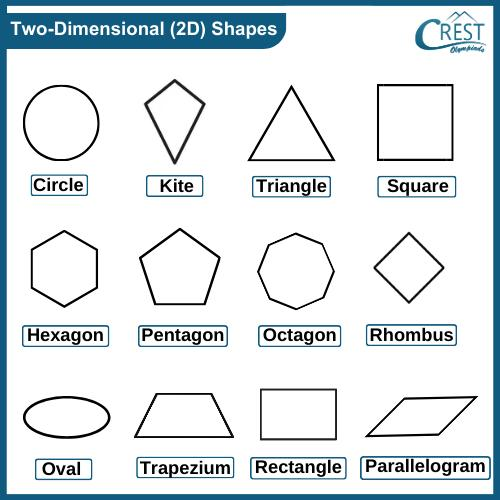 Two-Dimensional (2D) Shapes
CREST
Olympiads
Circle
Kite
Triangle
Square
Hexagon
Pentagon
Octagon
Rhombus
Oval
Trapezium
Rectangle
Parallelogram